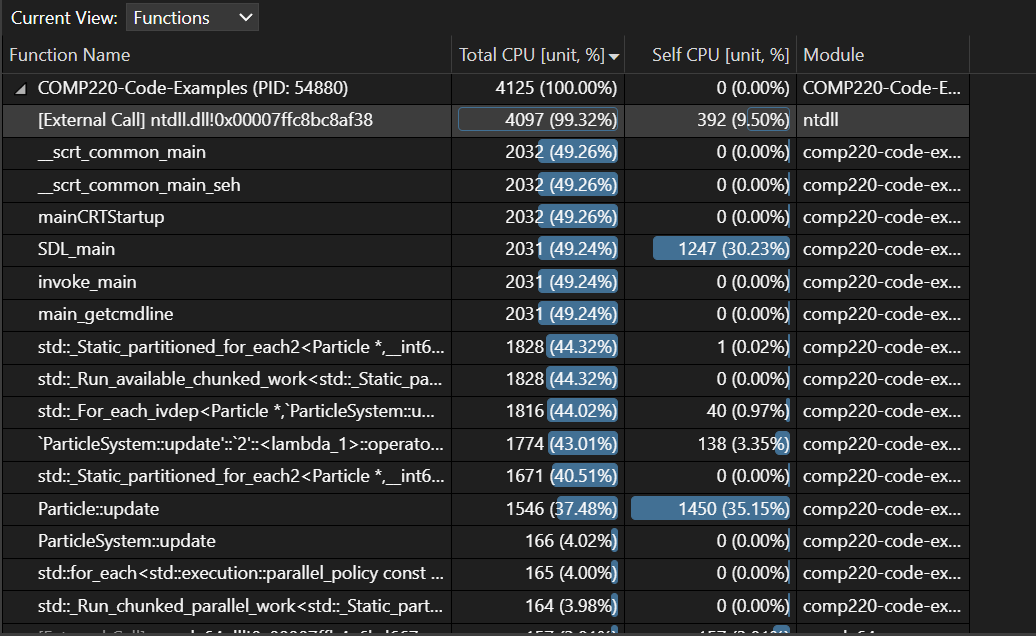 Current View: Functions
Function Name Total CPU [unit, %] Self CPU [unit, %] Module
COMP220-Code-Examples (PID: 54880) 4125 (100.00%) 0 (0.00%) COMP220-Code-E...
[External Call] ntdll.dll!0x00007ffc8bc8af38 4097 (99.32%) 392 (9.50%) ntdll
__scrt_common_main 2032 (49.26%) 0 (0.00%) comp220-code-ex...
__scrt_common_main_seh 2032 (49.26%) 0 (0.00%) comp220-code-ex...
mainCRTStartup 2032 (49.26%) 0 (0.00%) comp220-code-ex...
SDL_main 2031 (49.24%) 1247 (30.23%) comp220-code-ex...
invoke_main 2031 (49.24%) 0 (0.00%) comp220-code-ex...
main_getcmdline 2031 (49.24%) 0 (0.00%) comp220-code-ex...
std::_Static_partitioned_for_each2<Particle *,__int6... 1828 (44.32%) 1 (0.02%) comp220-code-ex...
std::_Run_available_chunked_work<std::_Static_pa... 1828 (44.32%) 0 (0.00%) comp220-code-ex...
std::_For_each_ivdep<Particle *,`ParticleSystem::u... 1816 (44.02%) 40 (0.97%) comp220-code-ex...
`ParticleSystem::update'::`2'::<lambda_1>::operato... 1774 (43.01%) 138 (3.35%) comp220-code-ex...
std::_Static_partitioned_for_each2<Particle *,__int6... 1671 (40.51%) 0 (0.00%) comp220-code-ex...
Particle::update 1546 (37.48%) 1450 (35.15%) comp220-code-ex...
ParticleSystem::update 166 (4.02%) 0 (0.00%) comp220-code-ex...
std::for_each<std::execution::parallel_policy const ... 165 (4.00%) 0 (0.00%) comp220-code-ex...
std::_Run_chunked_parallel_work<std::_Static_part... 164 (3.98%) 0 (0.00%) comp220-code-ex...